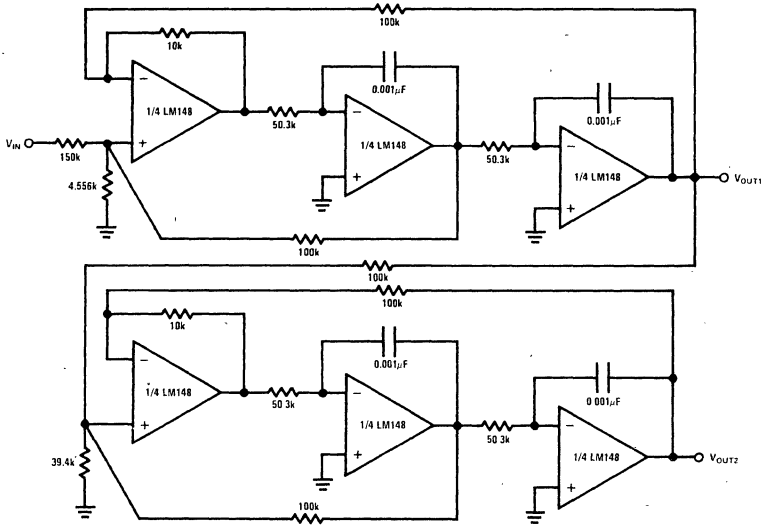 100k
10k
0.001μF
−
1/4 LM148
+
50.3k
−
1/4 LM148
+
50.3k
0.001μF
−
1/4 LM148
+
VIN
150k
4.556k
VOUT1
100k
100k
100k
10k
0.001μF
−
1/4 LM148
+
50 3k
−
1/4 LM148
+
50 3k
0 001μF
−
1/4 LM148
+
39.4k
VOUT2
100k